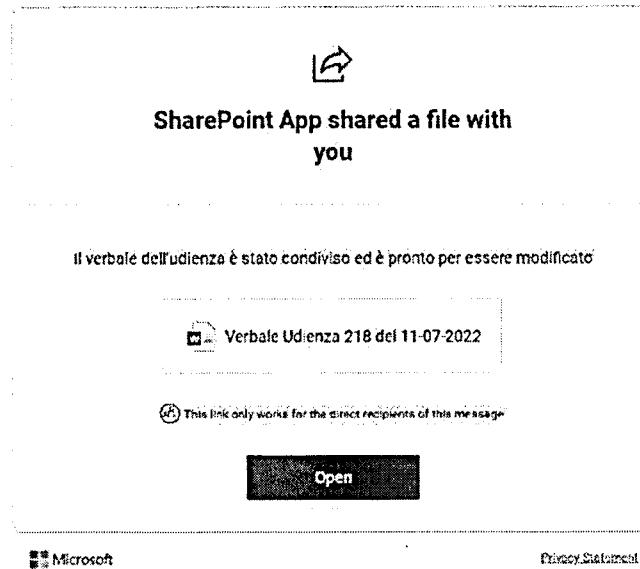 SharePoint App shared a file with
you
Il verbale dell'udienza è stato condiviso ed è pronto per essere modificato
Verbale Udienza 218 del 11-07-2022
This link only works for the direct recipients of this message
Open
Microsoft
Privacy Statement